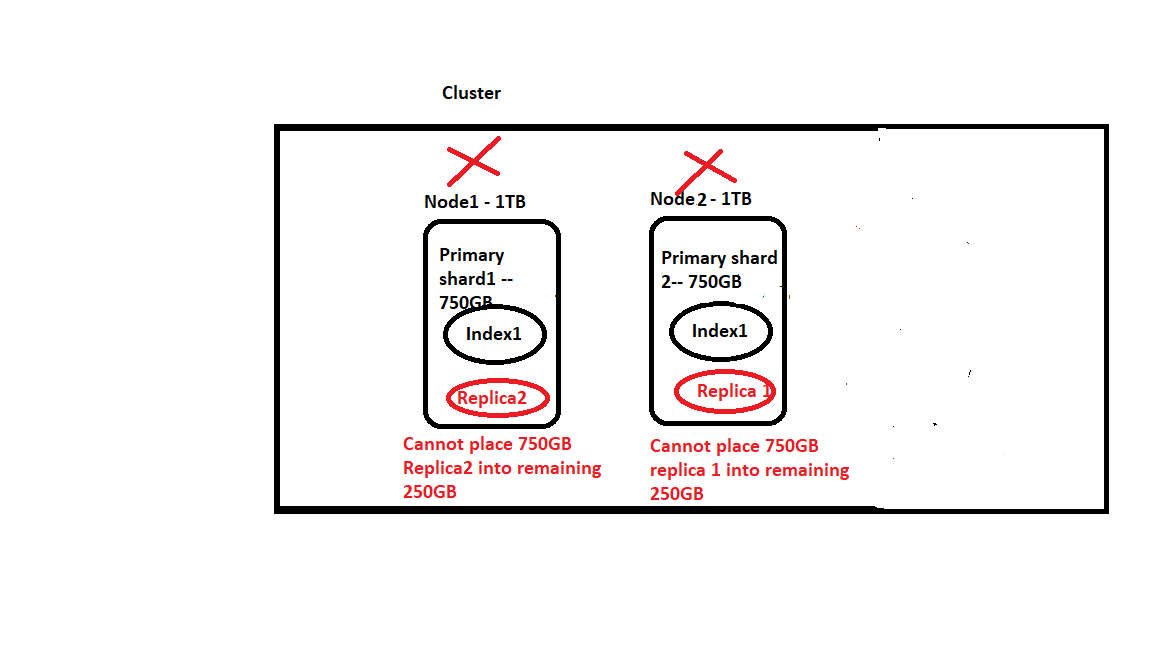 Cluster
Node1 - 1TB
Primary
shard1 --
750GB
Index1
Replica2
Cannot place 750GB
Replica2 into remaining
250GB
Node2 - 1TB
Primary shard
2-- 750GB
Index1
Replica 1
Cannot place 750GB
replica 1 into remaining
250GB